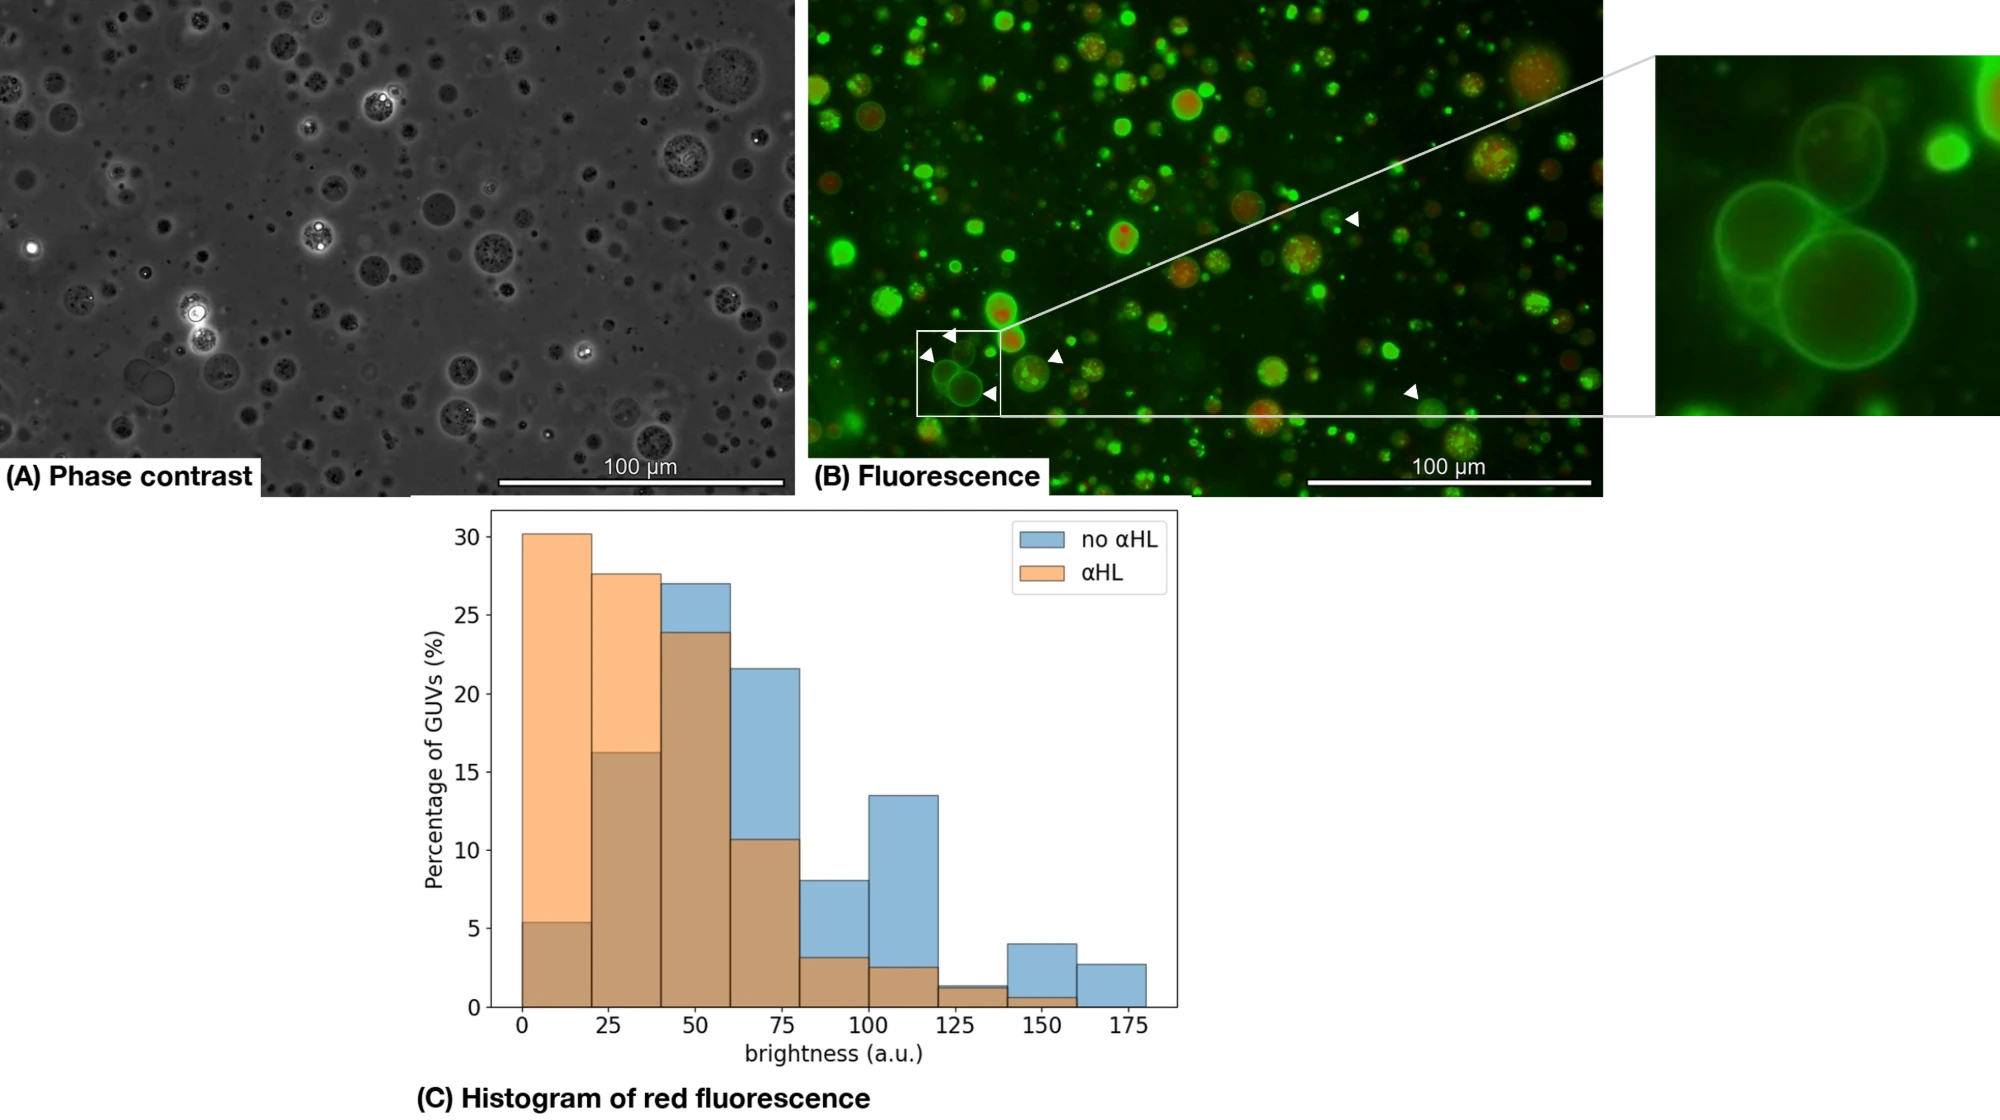 100 µm
(A) Phase contrast
100 µm
(B) Fluorescence
30
25
20
15
10
5
0
Percentage of GUVs (%)
no αHL
αHL
0 25 50 75 100 125 150 175
brightness (a.u.)
(C) Histogram of red fluorescence